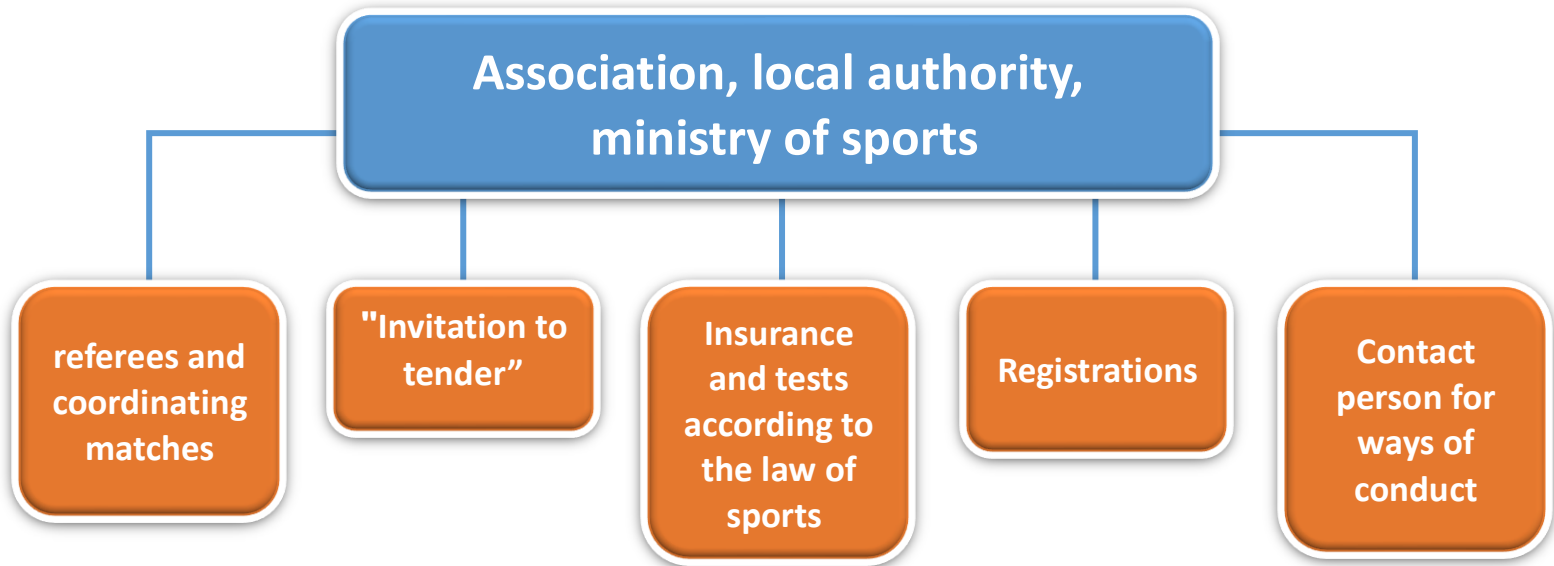 Association, local authority,
ministry of sports
referees and
coordinating
matches
"Invitation to
tender”
Insurance
and tests
according to
the law of
sports
Registrations
Contact
person for
ways of
conduct